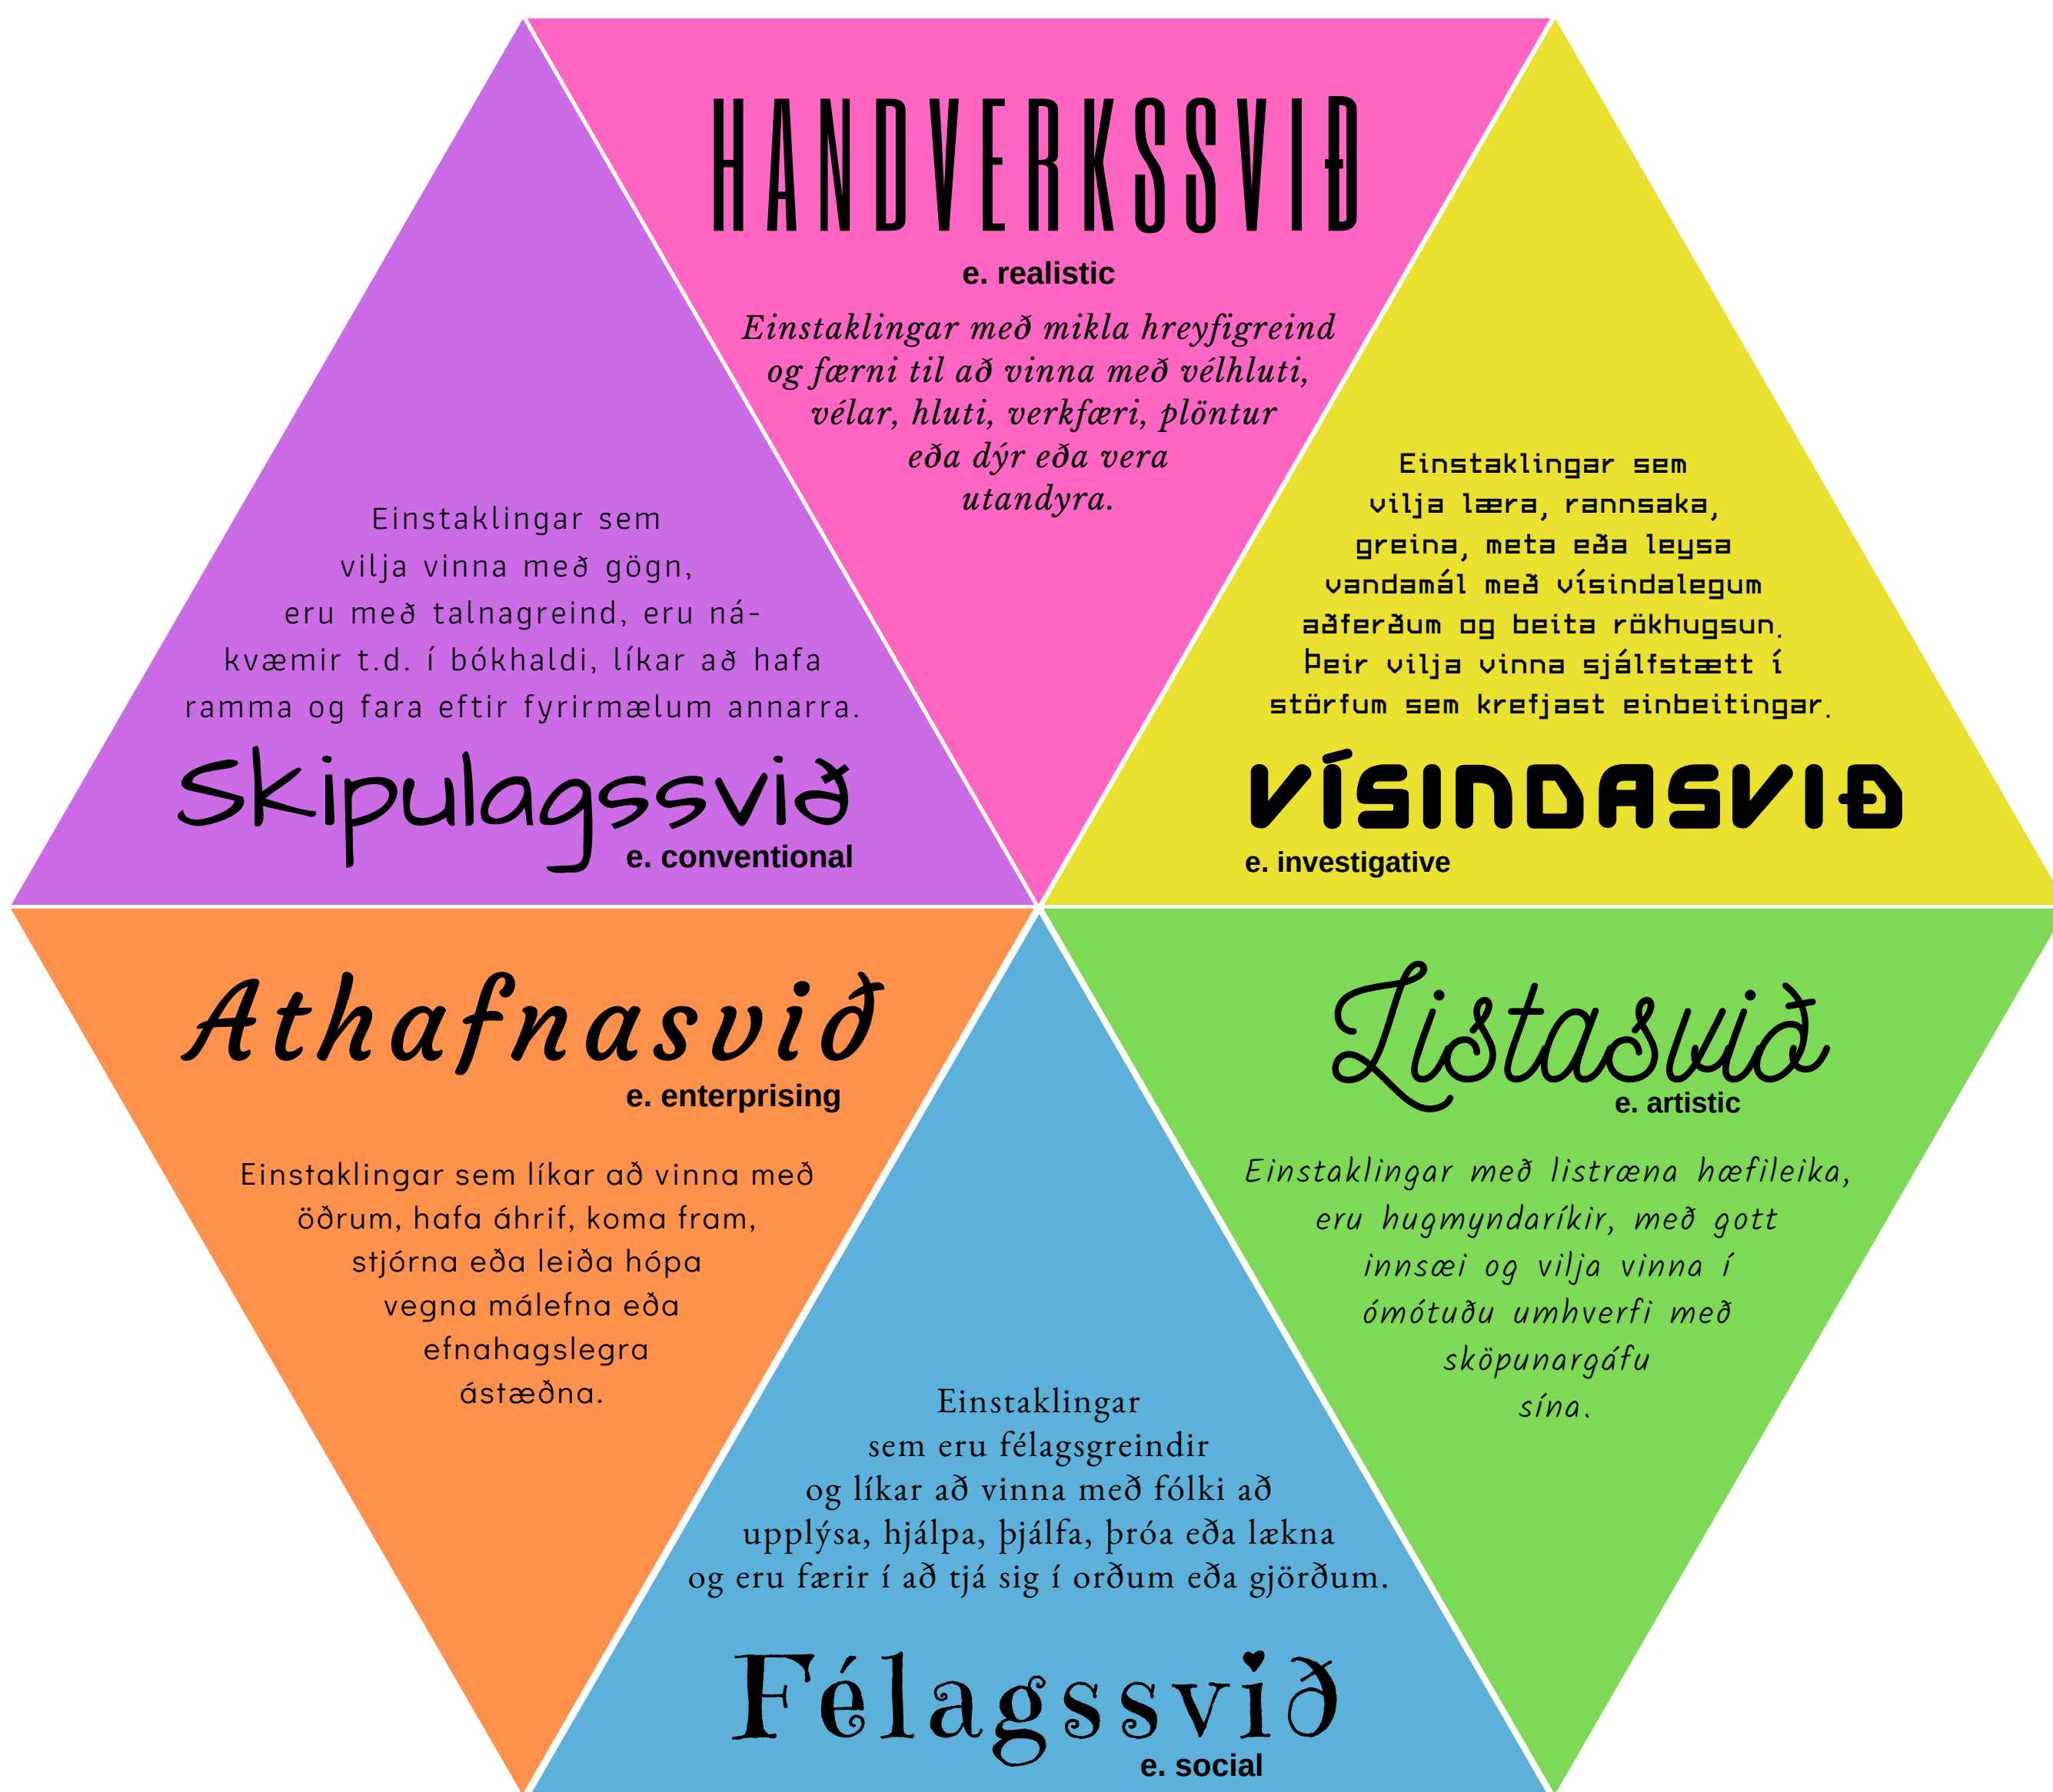 HANDVERKSSVIÐ
e. realistic
Einstaklingar með mikla hreyfigreind
og færni til að vinna með vélhluti,
vélar, hluti, verkfæri, plöntur
eða dýr eða vera
utandyra.
Einstaklingar sem
vilja læra, rannsaka,
greina, meta eða leysa
vandamál með vísindalegum
aðferðum og beita rökhugsun.
Þeir vilja vinna sjálfstætt í
störfum sem krefjast einbeitingar.
VÍSINDASVIÐ
e. investigative
Einstaklingar sem
vilja vinna með gögn,
eru með talnagreind, eru ná-
kvæmir t.d. í bókhaldi, líkar að hafa
ramma og fara eftir fyrirmælum annarra.
Skipulagssvið
e. conventional
Athafnasvið
e. enterprising
Einstaklingar sem líkar að vinna með
öðrum, hafa áhrif, koma fram,
stjórna eða leiða hópa
vegna málefna eða
efnahagslegra
ástæðna.
Listasvið
e. artistic
Einstaklingar með listræna hæfileika,
eru hugmyndaríkir, með gott
innsæi og vilja vinna í
ómótuðu umhverfi með
sköpunargáfu
sína.
Einstaklingar
sem eru félagsgreindir
og líkar að vinna með fólki að
upplýsa, hjálpa, þjálfa, þróa eða lækna
og eru færir í að tjá sig í orðum eða gjörðum.
Félagssvið
e. social